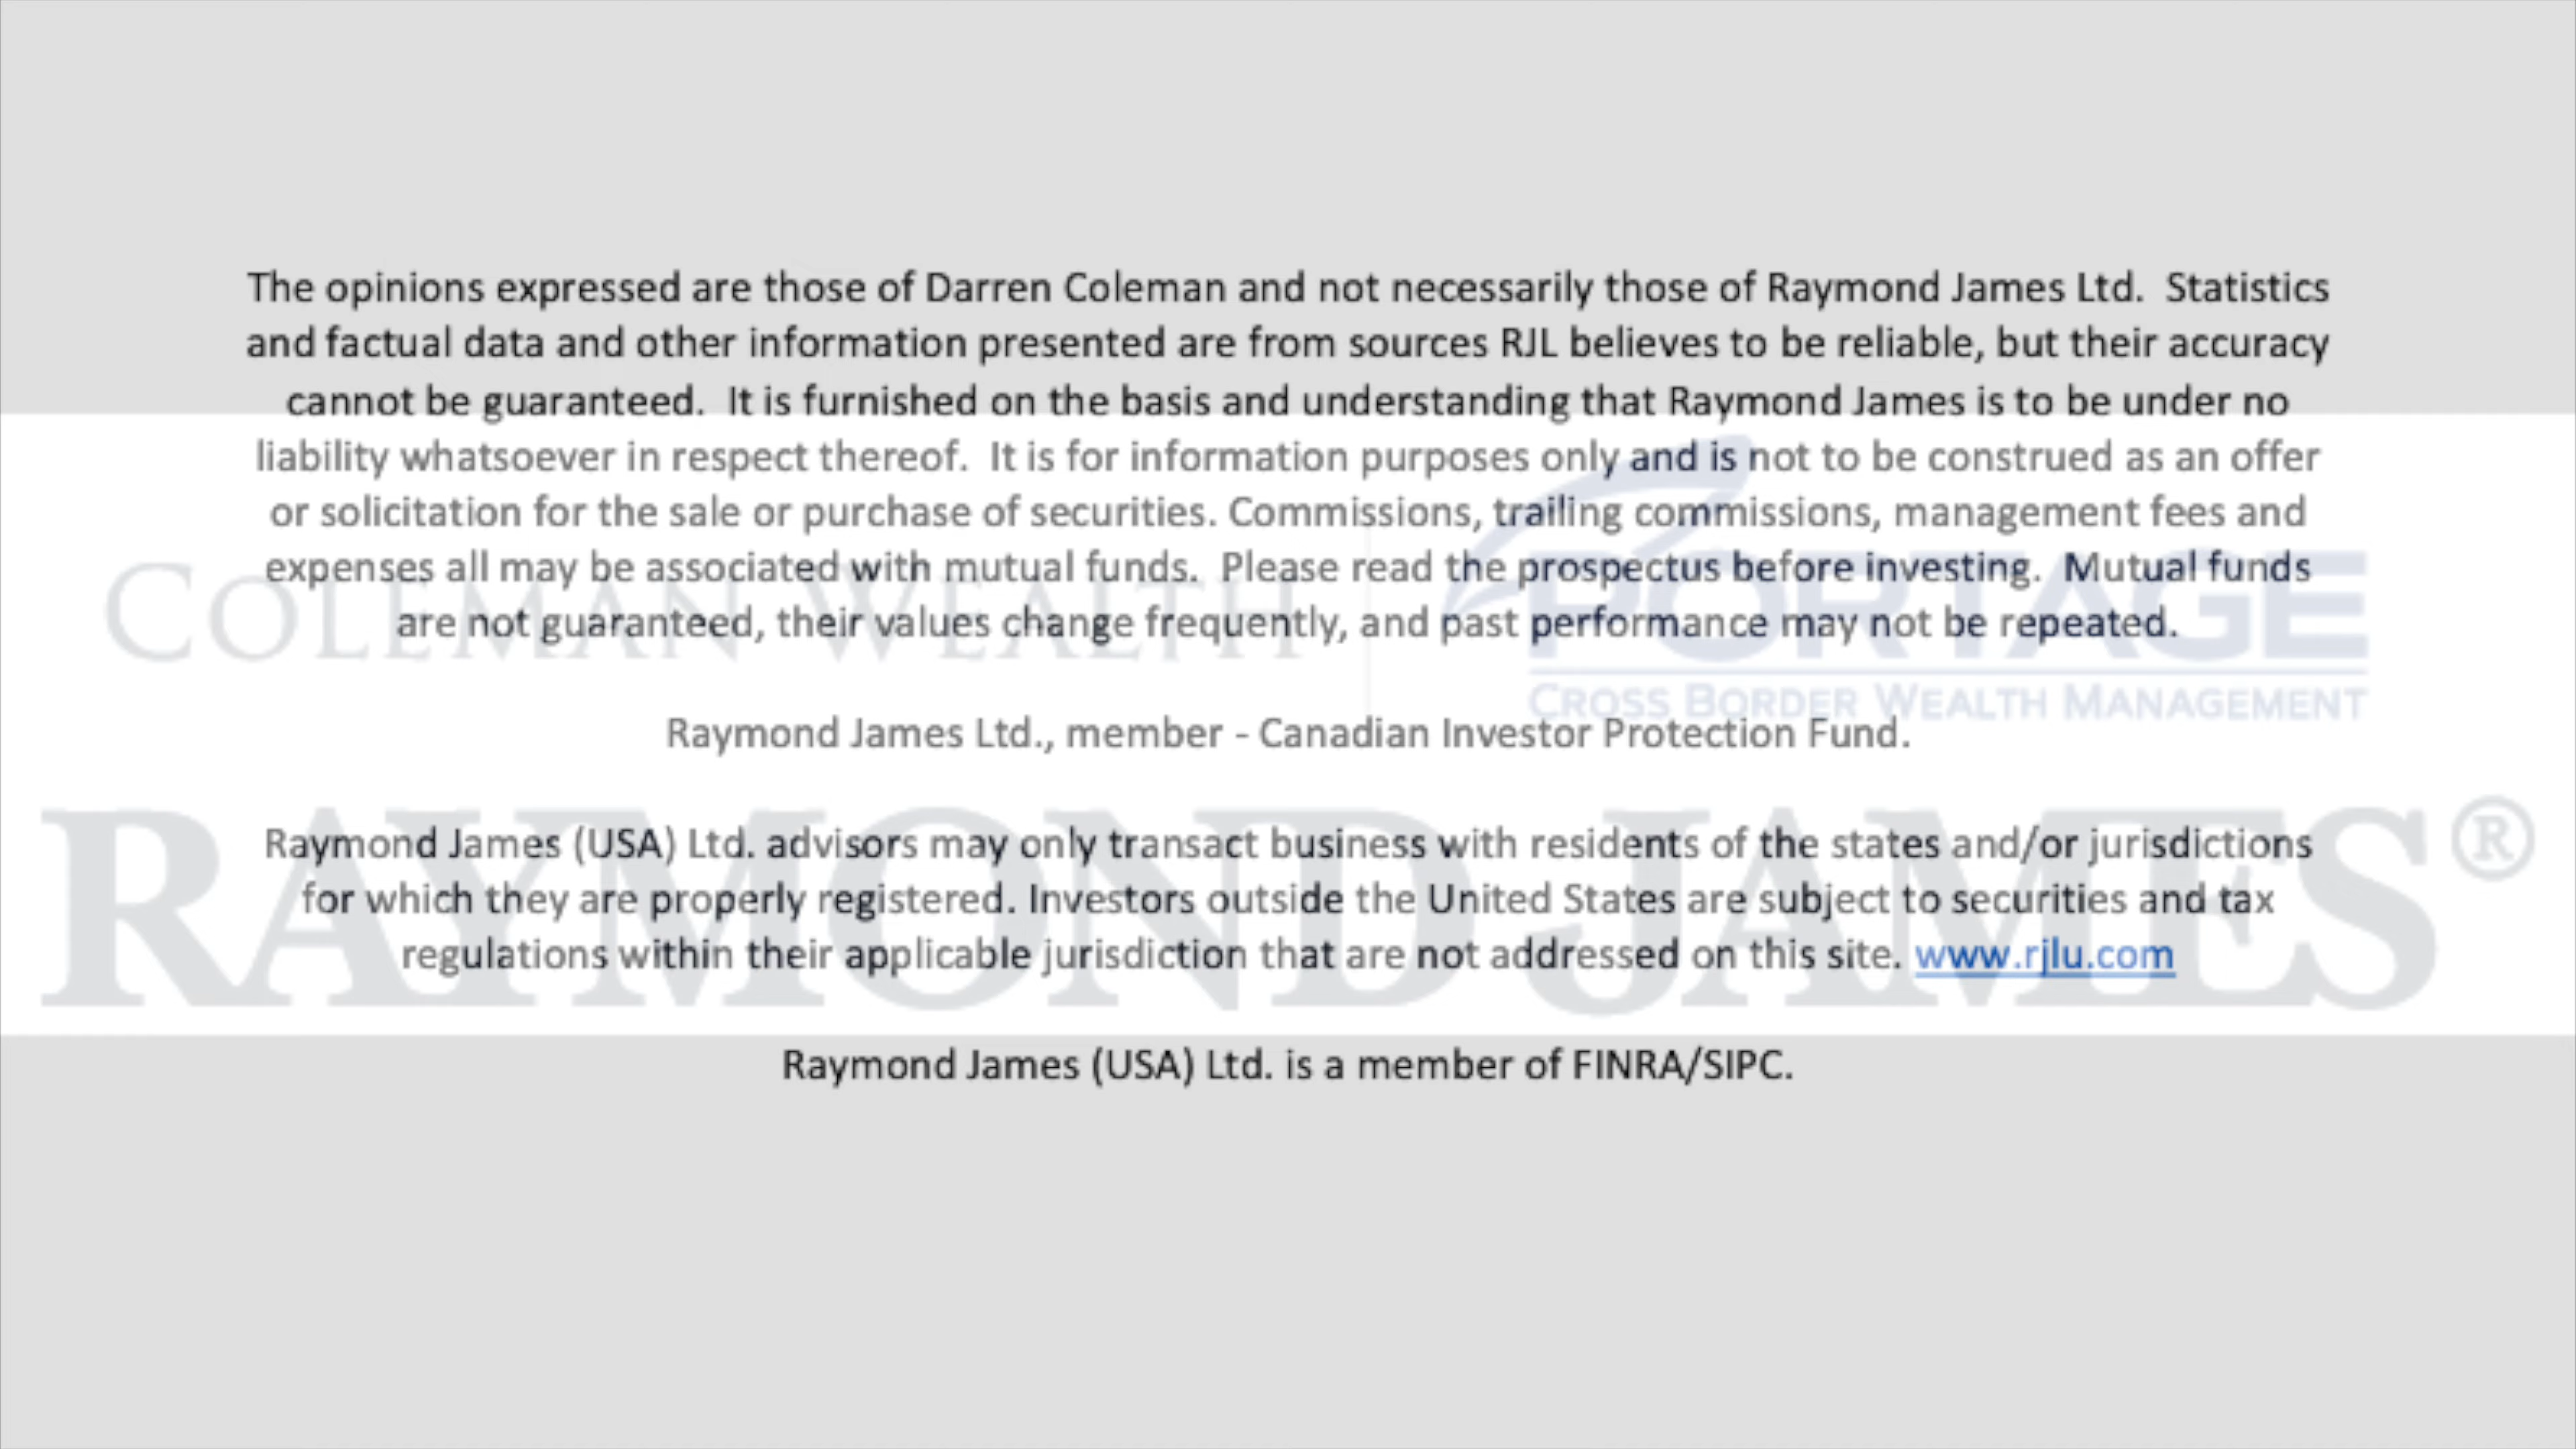 The opinions expressed are those of Darren Coleman and not necessarily those of Raymond James Ltd.  Statistics
and factual data and other information presented are from sources RJL believes to be reliable, but their accuracy
cannot be guaranteed.  It is furnished on the basis and understanding that Raymond James is to be under no
liability whatsoever in respect thereof.  It is for information purposes only and is not to be construed as an offer
or solicitation for the sale or purchase of securities. Commissions, trailing commissions, management fees and
expenses all may be associated with mutual funds.  Please read the prospectus before investing.  Mutual funds
are not guaranteed, their values change frequently, and past performance may not be repeated.
COLEMAN WEALTH
PORTAGE
CROSS BORDER WEALTH MANAGEMENT
Raymond James Ltd., member - Canadian Investor Protection Fund.
RAYMOND JAMES®
Raymond James (USA) Ltd. advisors may only transact business with residents of the states and/or jurisdictions
for which they are properly registered. Investors outside the United States are subject to securities and tax
regulations within their applicable jurisdiction that are not addressed on this site. www.rjlu.com
Raymond James (USA) Ltd. is a member of FINRA/SIPC.